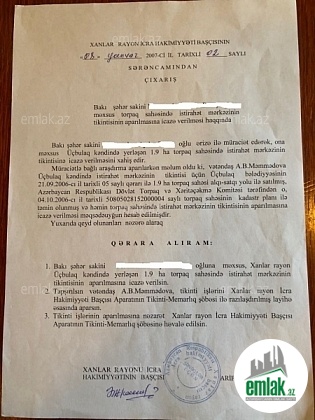 XANLAR RAYON İCRA HAKİMİYYƏTİ BAŞÇISININ
"03" yanvar 2007-Cİ İL TARİXLİ 02 SAYLI
SƏRƏNCAMINDAN
ÇIXARIŞ
Bakı şəhər sakini
məxsus torpaq sahəsində istirahət mərkəzinin
tikintisinin aparılmasına icazə verilməsi haqqında
Bakı şəhər sakini oğlu ərizə ilə müraciət edərək, ona
məxsus Üçbulaq kəndində yerləşən 1.9 ha torpaq sahəsində istirahət mərkəzinin
tikintisinə icazə verilməsini xahiş edir.
Müraciətlə bağlı araşdırma aparılarkən məlum oldu ki, vətəndaş A.B.Məmmədova
Üçbulaq kəndində istirahət mərkəzinin tikintisi üçün Üçbulaq bələdiyyəsinin
21.09.2006-cı il tarixli 05 saylı qərarı ilə 1.9 ha torpaq sahəsi alqı-satqı yolu ilə satılmış,
Azərbaycan Respublikası Dövlət Torpaq və Xəritəçəkmə Komitəsi tərəfindən o,
04.10.2006-cı il tarixli torpaq sahəsinin kadastr planı ilə
təmin olunmuş və həmin torpaq sahəsində istirahət mərkəzinin tikintisinin aparılmasına
icazə verilməsi məqsədəuyğun hesab edilmişdir.
Yuxarıda qeyd olunanları nəzərə alaraq
QƏRARA ALIRAM:
1. Bakı şəhər sakini oğluna məxsus, Xanlar rayon
Üçbulaq kəndində yerləşən 1.9 ha torpaq sahəsində istirahət mərkəzinin tikintisinin
aparılmasına icazə verilsin.
2. Tapşırılsın vətəndaş A.B.Məmmədov, tikinti işlərini Xanlar rayon İcra
Hakimiyyəti Başçısı Aparatının Tikinti-Memarlıq şöbəsi ilə razılaşdırılmış layihə
əsasında aparsın.
3. Tikinti işlərinin aparılmasına nəzarət Xanlar rayon İcra Hakimiyyəti Başçısı
Aparatının Tikinti-Memarlıq şöbəsinə həvalə edilsin.
XANLAR RAYONU İCRA
HAKİMİYYƏTİNİN BAŞÇISI
emlak.az